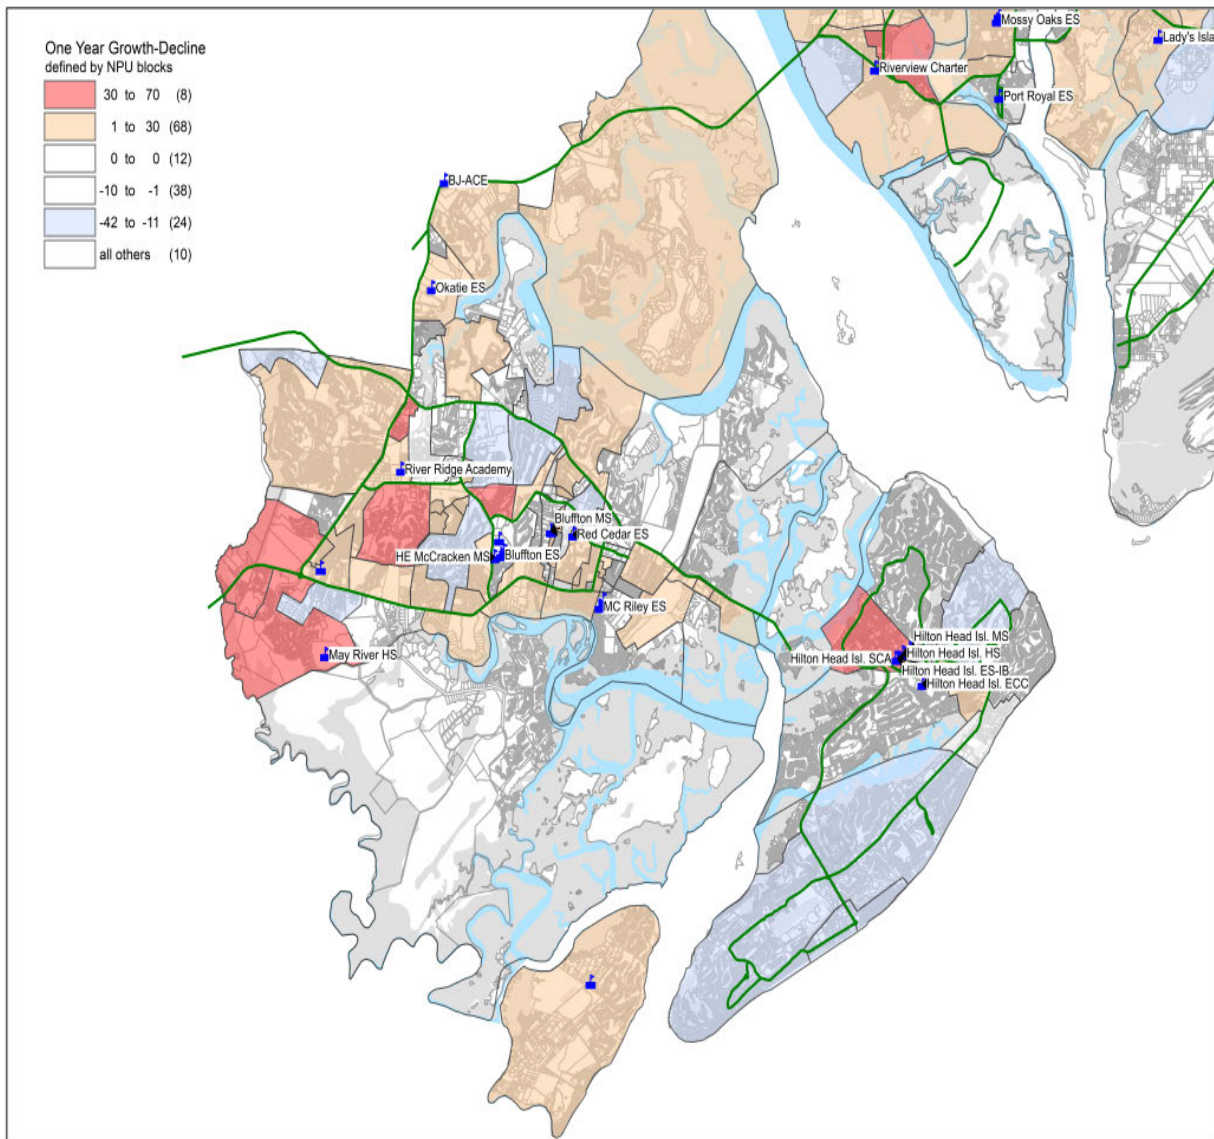 One Year Growth-Decline
defined by NPU blocks
30 to 70 (8)
1 to 30 (68)
0 to 0 (12)
-10 to -1 (38)
-42 to -11 (24)
all others (10)
Mossy Oaks ES
Lady's Isla
Riverview Charter
Port Royal ES
BJ-ACE
Okatie ES
River Ridge Academy
Bluffton MS
Red Cedar ES
HE McCracken MS
Bluffton ES
MC Riley ES
May River HS
Hilton Head Isl. MS
Hilton Head Isl. HS
Hilton Head Isl. SCA
Hilton Head Isl. ES-IB
Hilton Head Isl. ECC